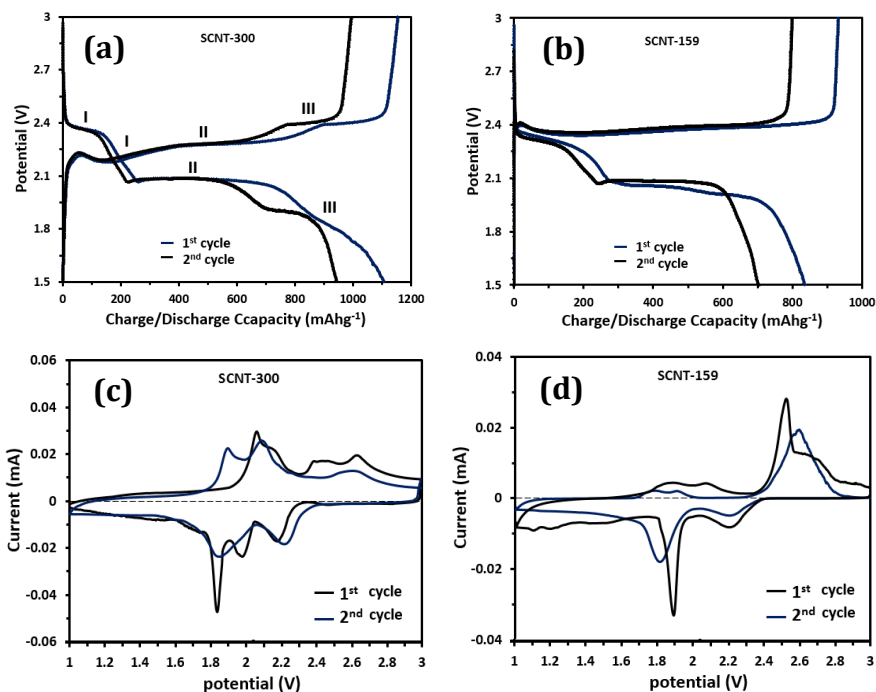 (a)
SCNT-300
Potential (V)
3
2.7
2.4
2.1
1.8
1.5
I
I
II
II
III
III
1st cycle
2nd cycle
0
200
400
600
800
1000
1200
Charge/Discharge Ccapacity (mAhg-1)
(b)
SCNT-159
Potential (V)
3
2.7
2.4
2.1
1.8
1.5
1st cycle
2nd cycle
0
200
400
600
800
1000
Charge/Discharge Ccapacity (mAhg-1)
(c)
SCNT-300
Current (mA)
0.06
0.04
0.02
0
-0.02
-0.04
-0.06
1st cycle
2nd cycle
1
1.2
1.4
1.6
1.8
2
2.2
2.4
2.6
2.8
3
potential (V)
(d)
SCNT-159
Current (mA)
0.04
0.02
0
-0.02
-0.04
1st cycle
2nd cycle
1
1.2
1.4
1.6
1.8
2
2.2
2.4
2.6
2.8
3
potential (V)